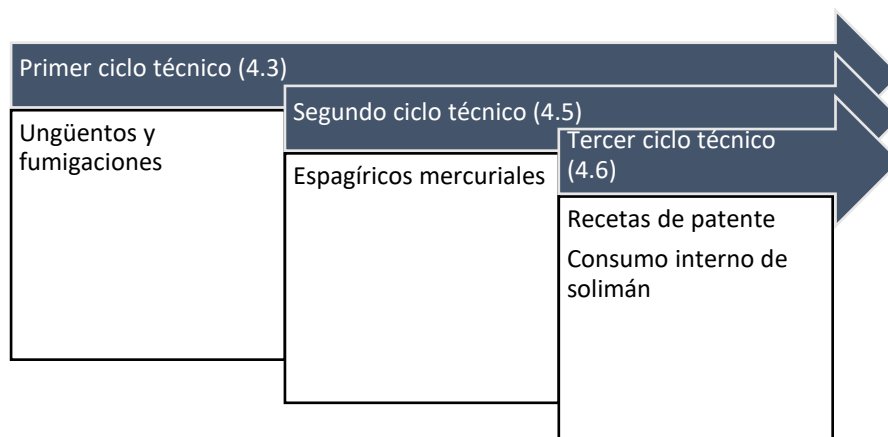 Primer ciclo técnico (4.3)
Ungüentos y
fumigaciones
Segundo ciclo técnico (4.5)
Espagíricos mercuriales
Tercer ciclo técnico
(4.6)
Recetas de patente
Consumo interno de
solimán